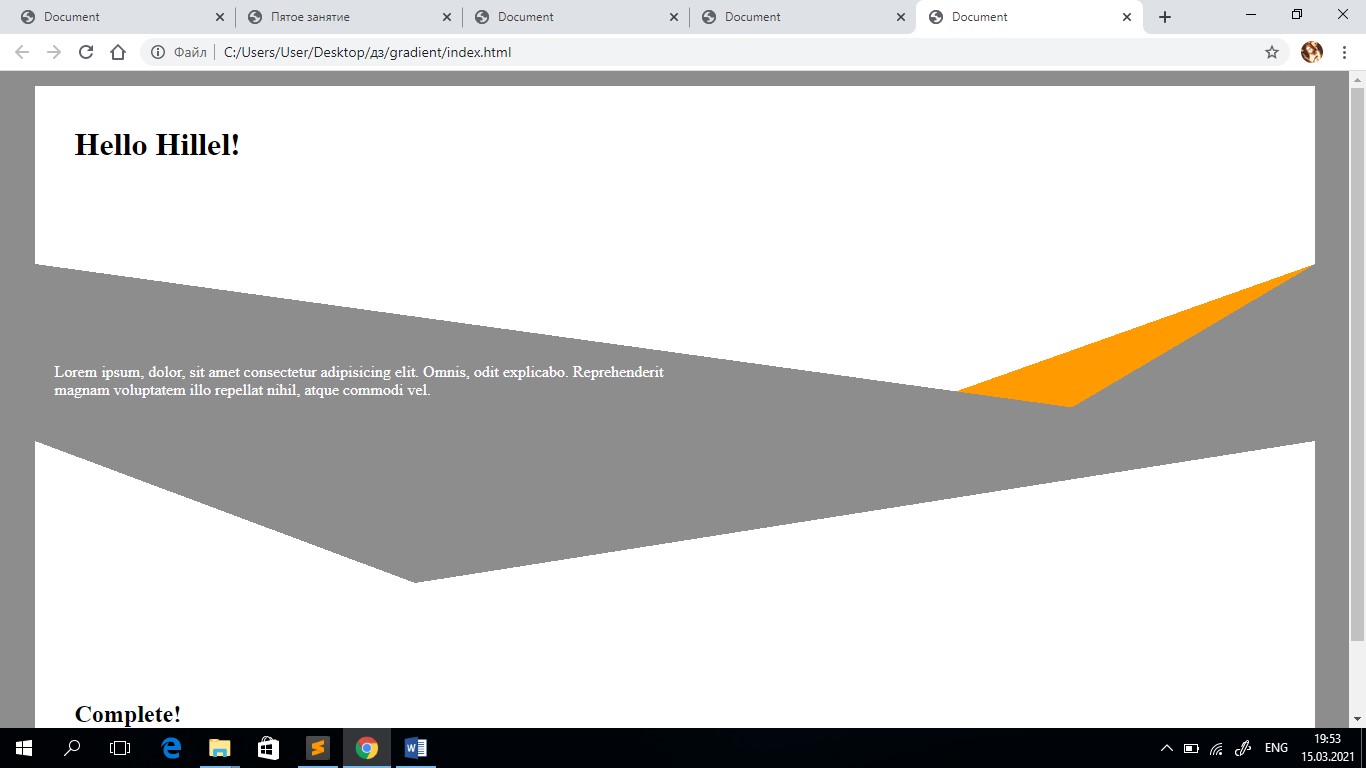 Document
Пятое занятие
Document
Document
Document
Файл
C:/Users/User/Desktop/дз/gradient/index.html
Hello Hillel!
Lorem ipsum, dolor, sit amet consectetur adipisicing elit. Omnis, odit explicabo. Reprehenderit
magnam voluptatem illo repellat nihil, atque commodi vel.
Complete!
ENG
19:53
15.03.2021